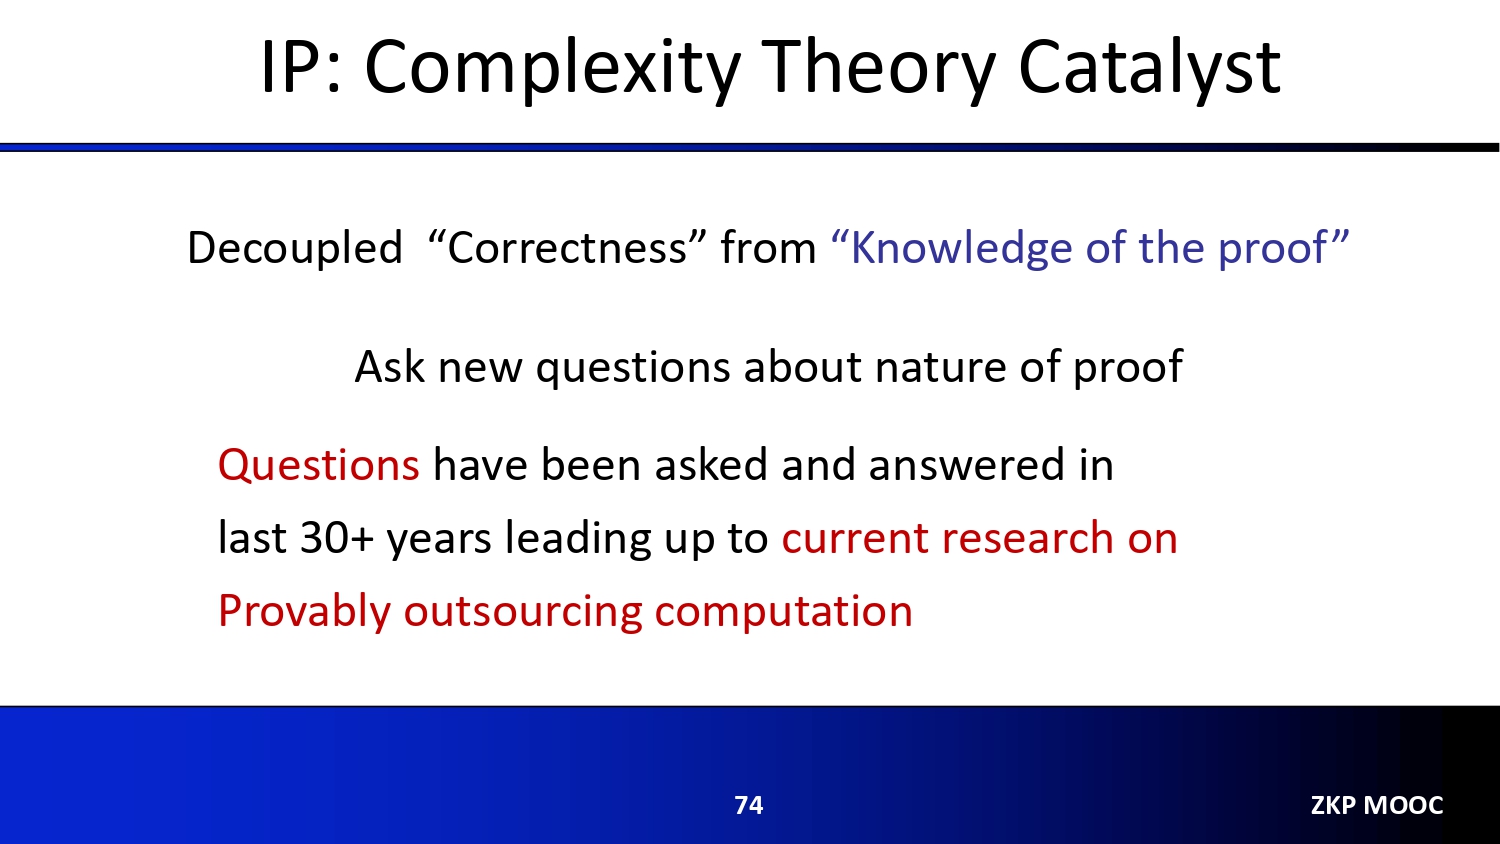 IP: Complexity Theory Catalyst
Decoupled “Correctness” from “Knowledge of the proof”
Ask new questions about nature of proof
Questions have been asked and answered in
last 30+ years leading up to current research on
Provably outsourcing computation
74
ZKP MOOC